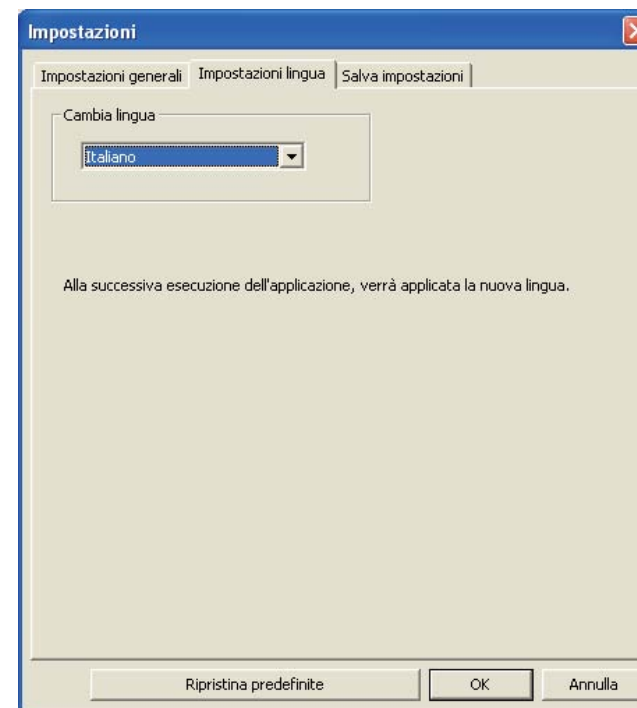 Impostazioni
Impostazioni generali Impostazioni lingua Salva impostazioni
Cambia lingua
Italiano
Alla successiva esecuzione dell'applicazione, verrà applicata la nuova lingua.
Ripristina predefinite OK Annulla